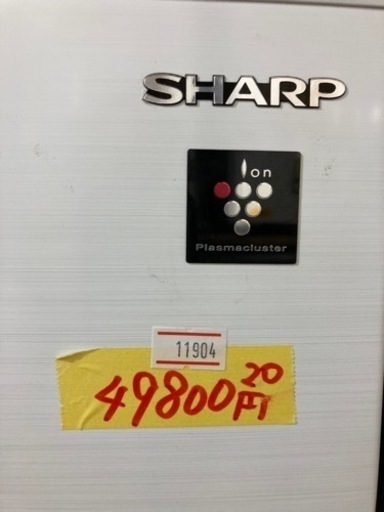 SHARP
Ion
Plasmacluster
11904
20
49800円